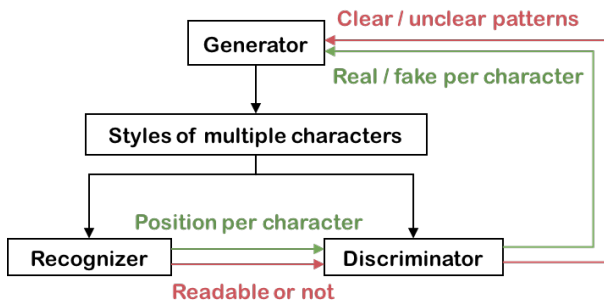 Clear / unclear patterns
Generator
Real / fake per character
Styles of multiple characters
Position per character
Recognizer
Discriminator
Readable or not